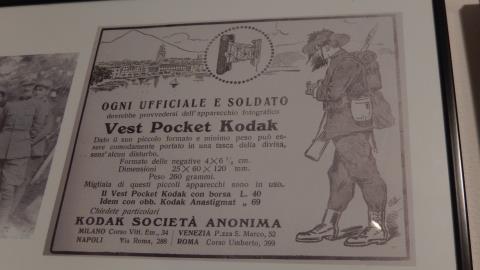 OGNI UFFICIALE E SOLDATO
dovrebbe provvedersi dell'apparecchio fotografico
Vest Pocket Kodak
Dato il suo piccolo formato e minimo peso può es-
sere comodamente portato in una tasca della divisa,
senz'alcun disturbo.
Formato delle negative 4×6 ½ cm.
Dimensioni 25×60×120 mm.
Peso 260 grammi.
Migliaia di questi piccoli apparecchi sono in uso.
Il Vest Pocket Kodak con borsa L. 40
Idem con obb. Kodak Anastigmat „ 69
Chiedete particolari
KODAK SOCIETÀ ANONIMA
MILANO Corso Vitt. Em., 34 | VENEZIA P.zza S. Marco, 52
NAPOLI Via Roma, 288 | ROMA Corso Umberto, 399